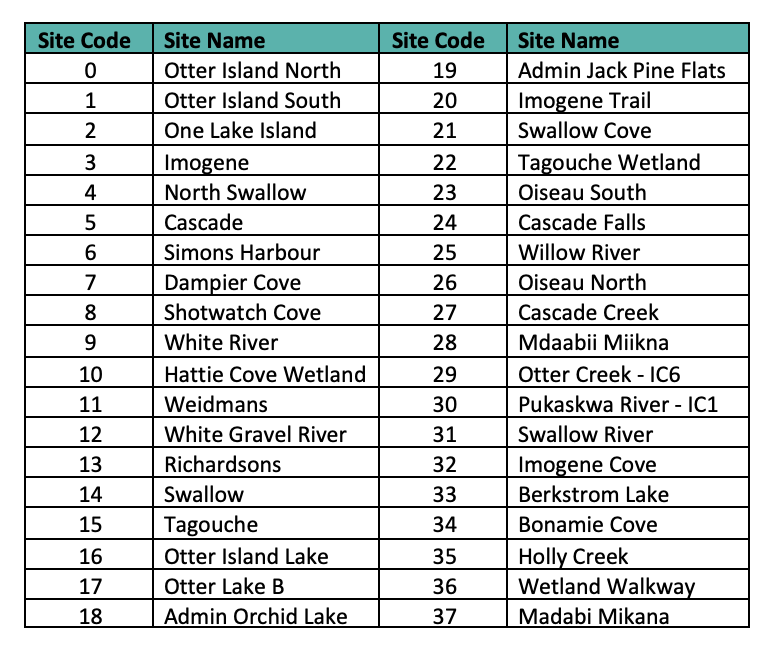 Site Code Site Name Site Code Site Name
0 Otter Island North 19 Admin Jack Pine Flats
1 Otter Island South 20 Imogene Trail
2 One Lake Island 21 Swallow Cove
3 Imogene 22 Tagouche Wetland
4 North Swallow 23 Oiseau South
5 Cascade 24 Cascade Falls
6 Simons Harbour 25 Willow River
7 Dampier Cove 26 Oiseau North
8 Shotwatch Cove 27 Cascade Creek
9 White River 28 Mdaabii Miikna
10 Hattie Cove Wetland 29 Otter Creek - IC6
11 Weidmans 30 Pukaskwa River - IC1
12 White Gravel River 31 Swallow River
13 Richardsons 32 Imogene Cove
14 Swallow 33 Berkstrom Lake
15 Tagouche 34 Bonamie Cove
16 Otter Island Lake 35 Holly Creek
17 Otter Lake B 36 Wetland Walkway
18 Admin Orchid Lake 37 Madabi Mikana